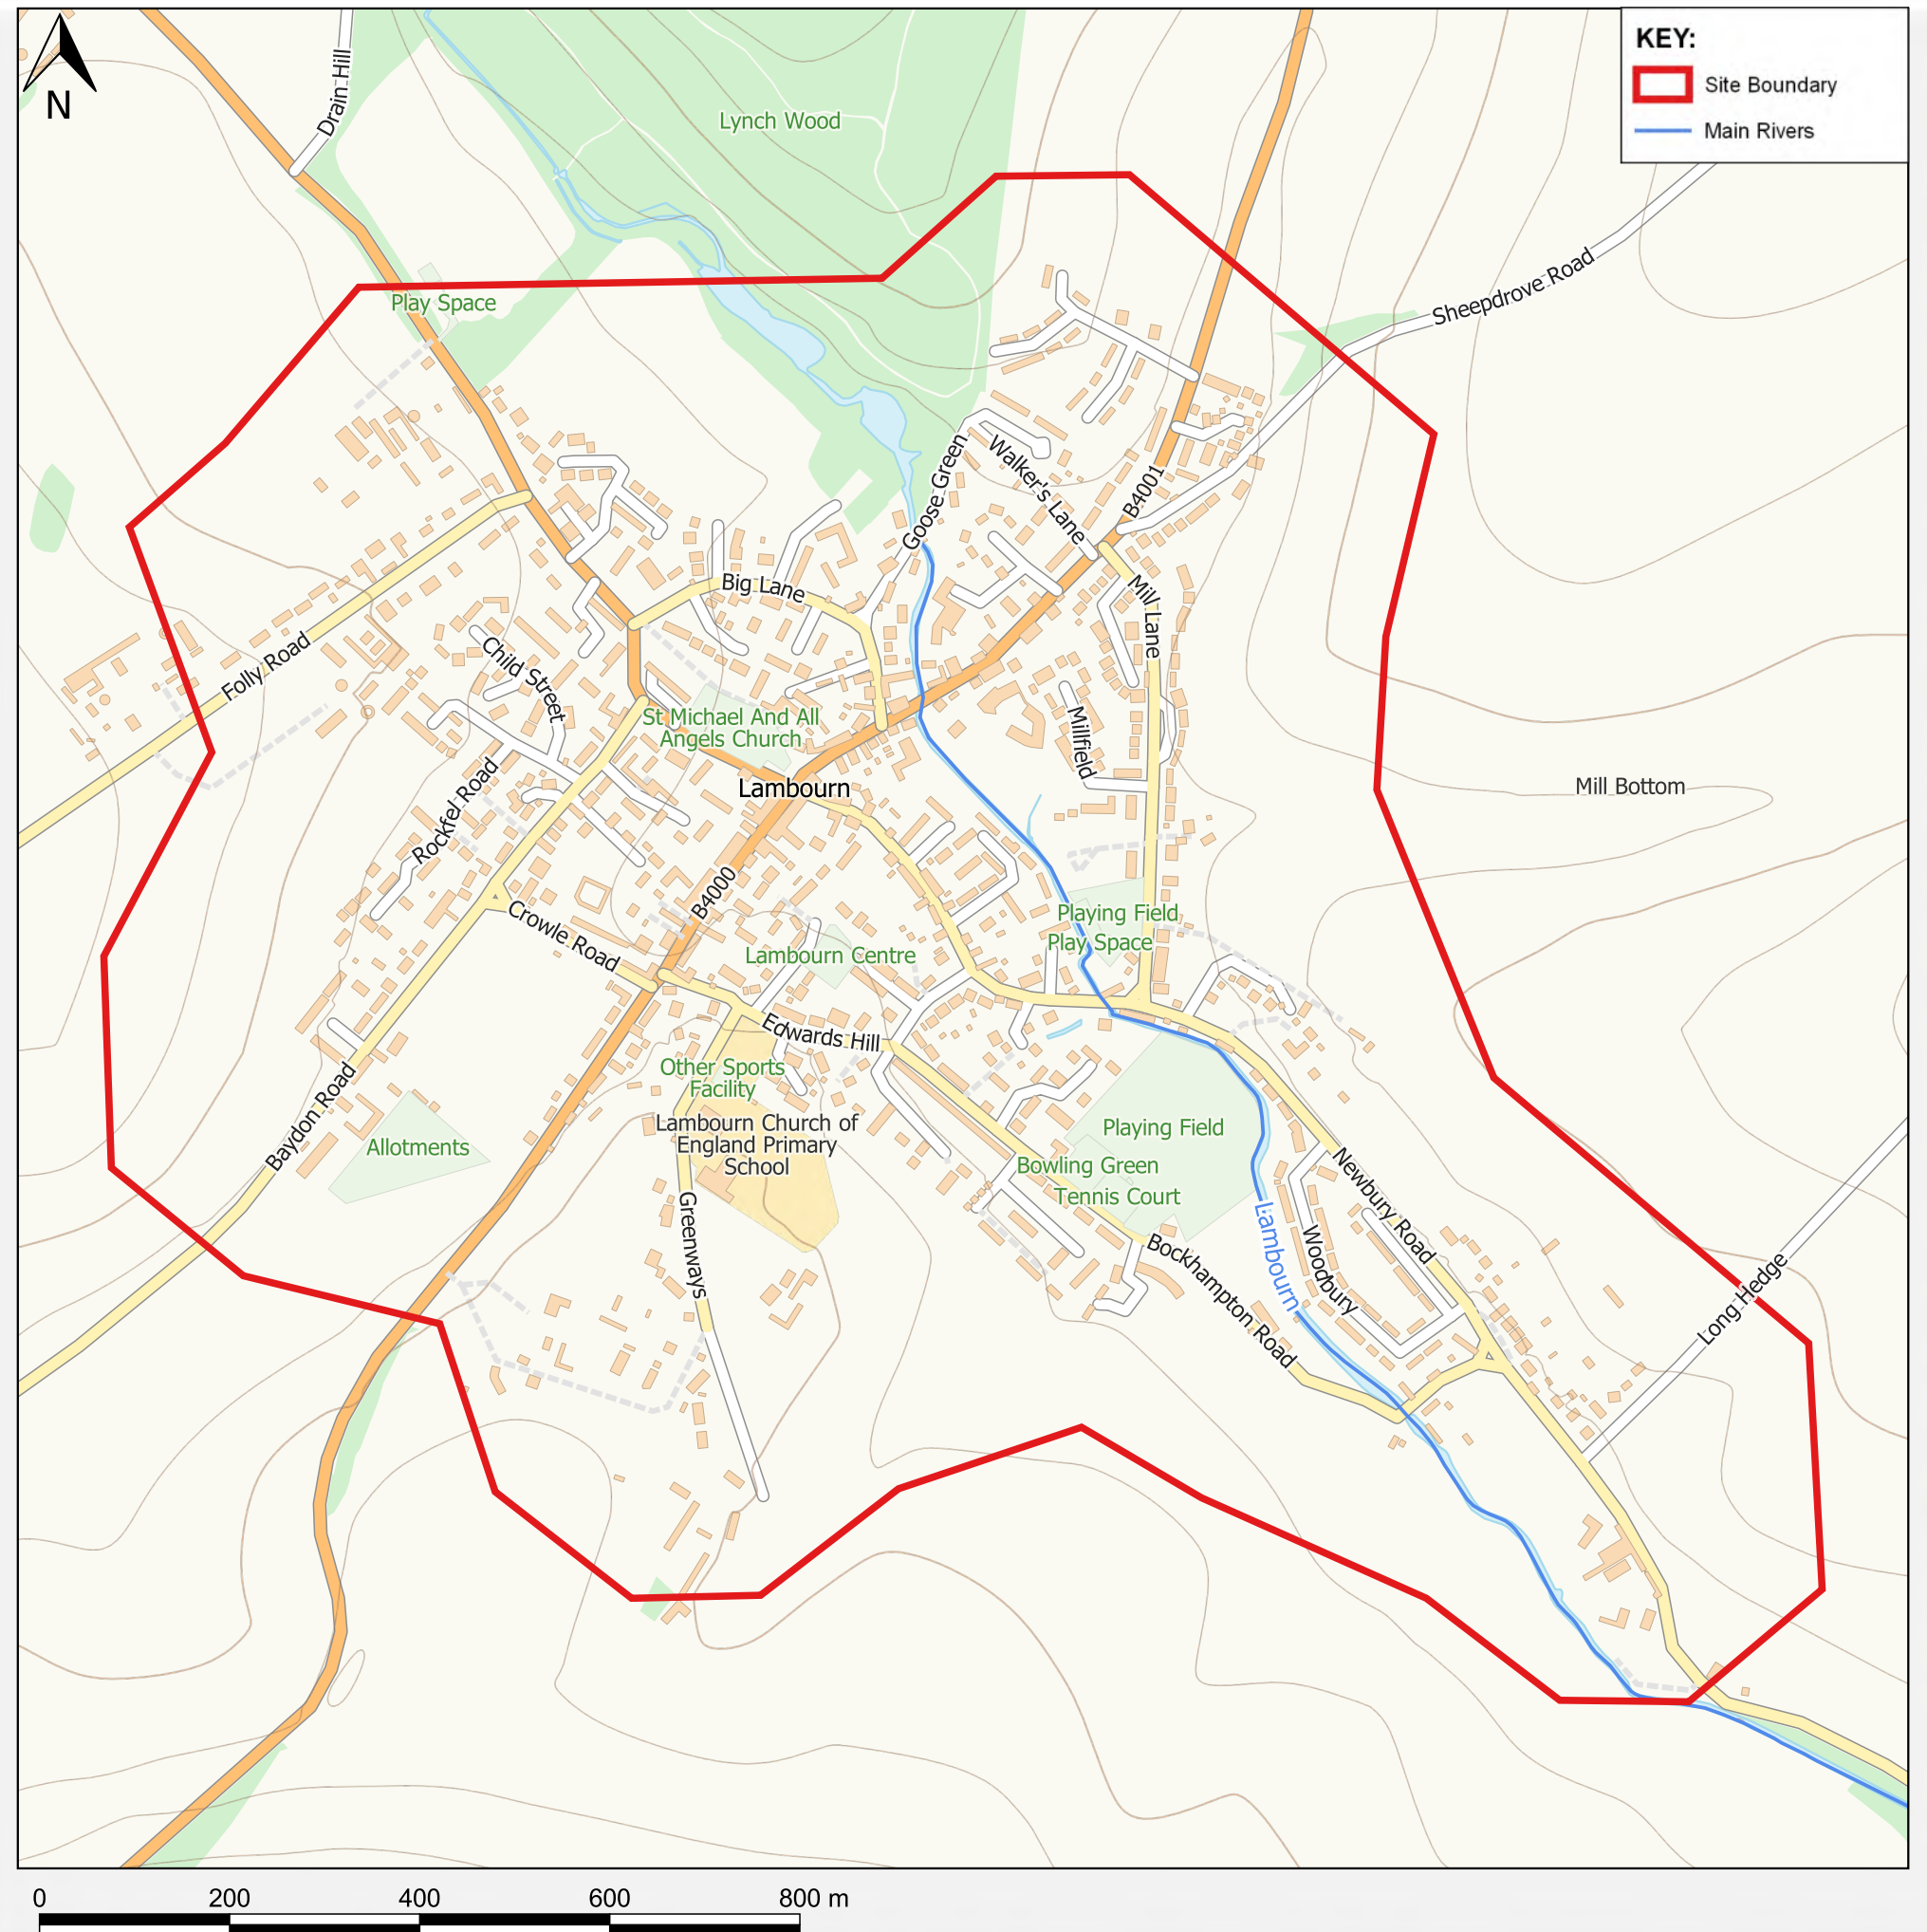 KEY:
Site Boundary
Main Rivers
N
Drain Hill
Lynch Wood
Sheepdrove Road
Play Space
Goose Green
Walker's Lane
B4001
Big Lane
Mill Lane
Folly Road
Child Street
St Michael And All
Angels Church
Millfield
Lambourn
Mill Bottom
Rockfel Road
B4000
Crowle Road
Playing Field
Play Space
Lambourn Centre
Edwards Hill
Other Sports
Facility
Baydon Road
Lambourn Church of
England Primary
School
Allotments
Playing Field
Bowling Green
Tennis Court
Newbury Road
Greenways
Lambourn
Woodbury
Bockhampton Road
Long Hedge
0 200 400 600 800 m